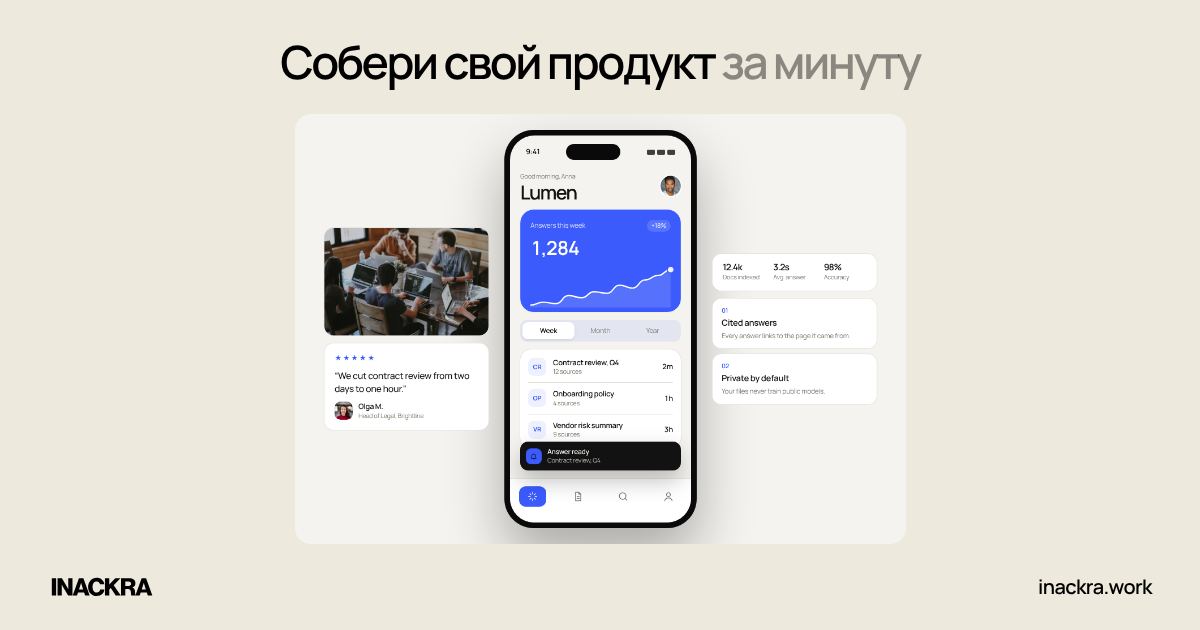 Собери свой продукт за минуту
9:41
Good morning, Anna
Lumen
Answers this week
+18%
1,284
Week
Month
Year
CR
Contract review, Q4
12 sources
2m
OP
Onboarding policy
4 sources
1h
VR
Vendor risk summary
9 sources
3h
Answer ready
Contract review, Q4
★★★★★
"We cut contract review from two
days to one hour."
Olga M.
Head of Legal, Brightline
12.4k
3.2s
98%
Docs indexed
Avg. answer
Accuracy
01
Cited answers
Every answer links to the page it came from.
02
Private by default
Your files never train public models.
INACKRA
inackra.work